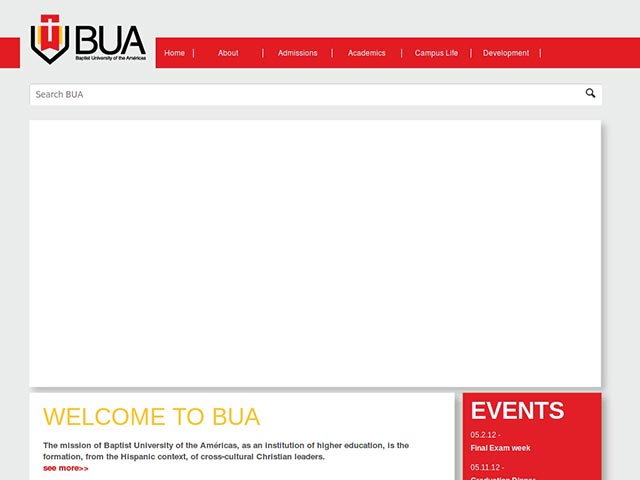 BUA
Baptist University of the Américas
Home
About
Admissions
Academics
Campus Life
Development
Search BUA
WELCOME TO BUA
The mission of Baptist University of the Américas, as an institution of higher education, is the
formation, from the Hispanic context, of cross-cultural Christian leaders.
see more>>
EVENTS
05.2.12 -
Final Exam week
05.11.12 -
Graduation Dinner